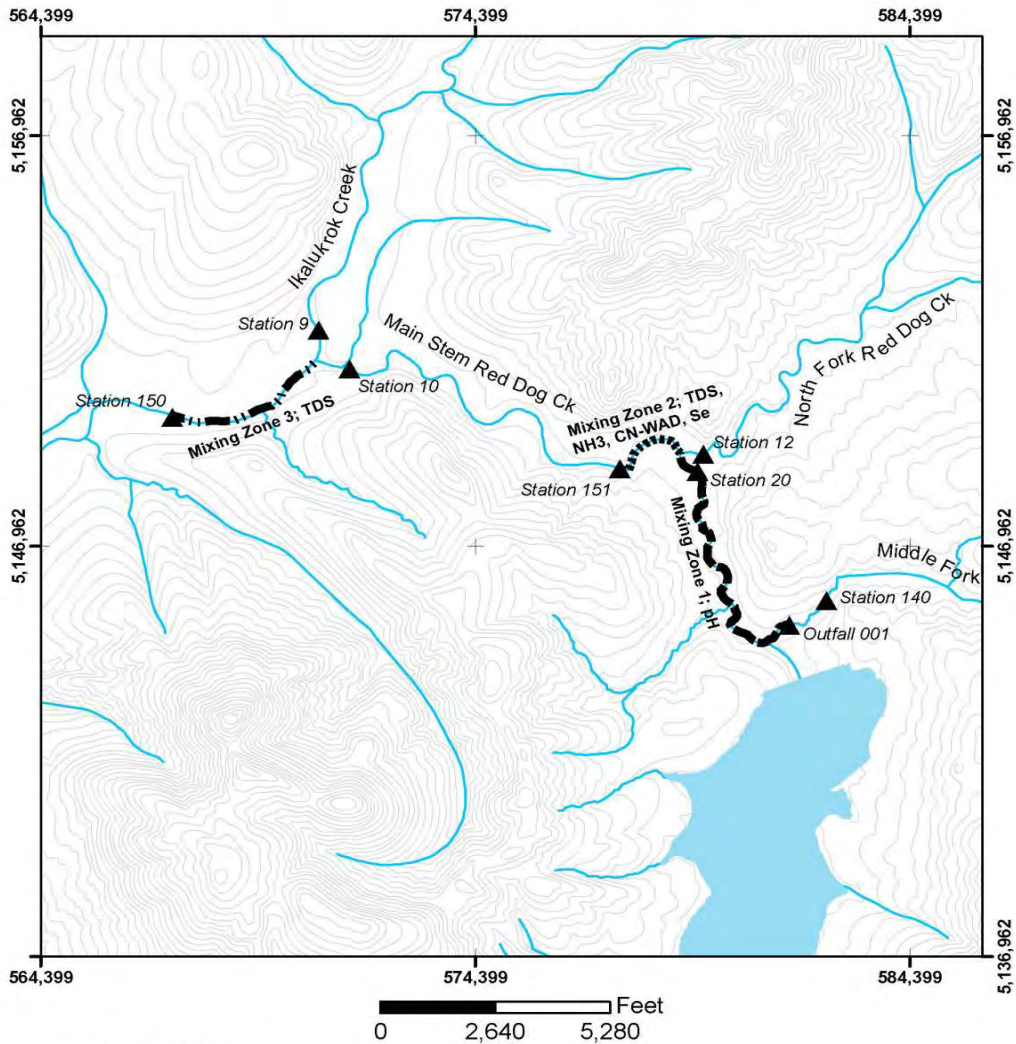 564,399
574,399
584,399
5,156,962
5,156,962
Ikalukrok Creek
Station 9
Main Stem Red Dog Ck
North Fork Red Dog Ck
Station 10
Station 150
Mixing Zone 3; TDS
Mixing Zone 2; TDS,
NH3, CN-WAD, Se
Station 12
Station 151
Station 20
5,146,962
5,146,962
Mixing Zone 1; pH
Middle Fork
Station 140
Outfall 001
5,136,962
564,399
574,399
584,399
Feet
0
2,640
5,280